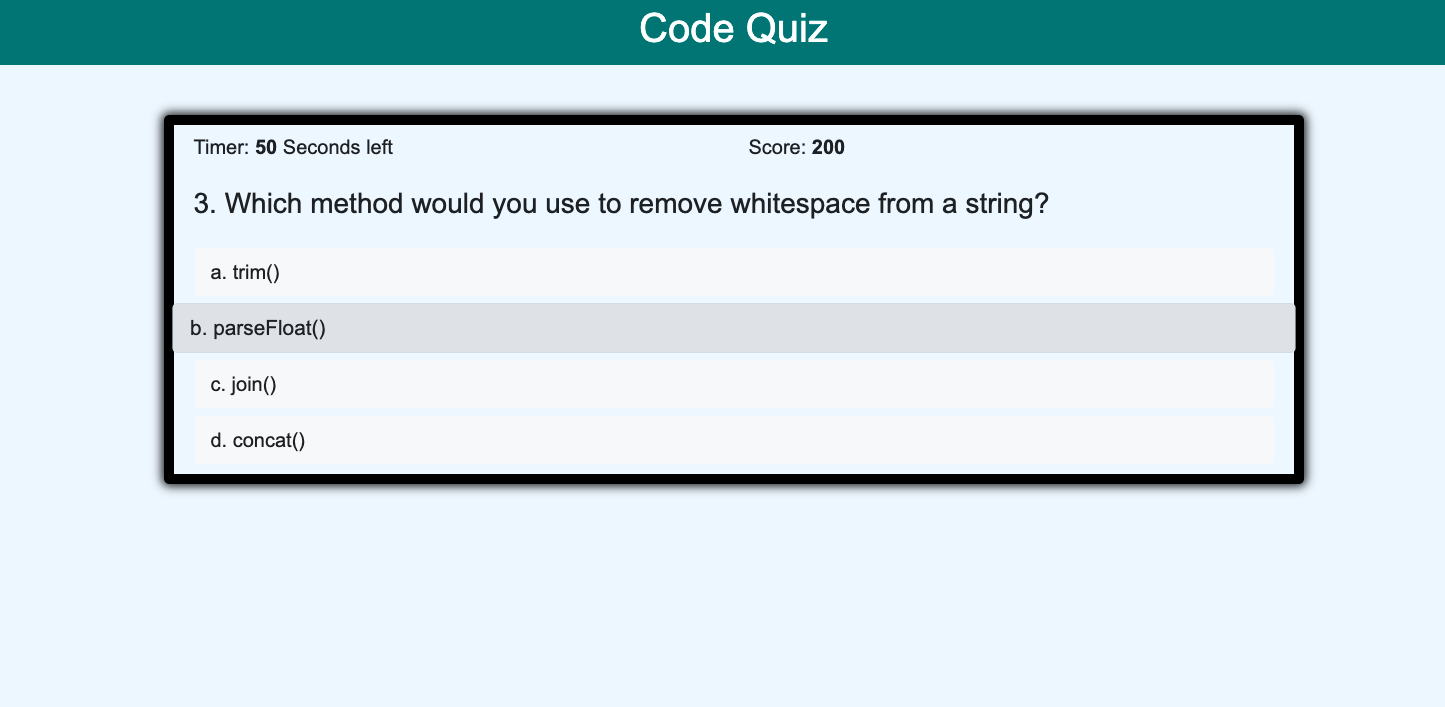 Code Quiz
Timer: 50 Seconds left Score: 200
3. Which method would you use to remove whitespace from a string?
a. trim()
b. parseFloat()
c. join()
d. concat()